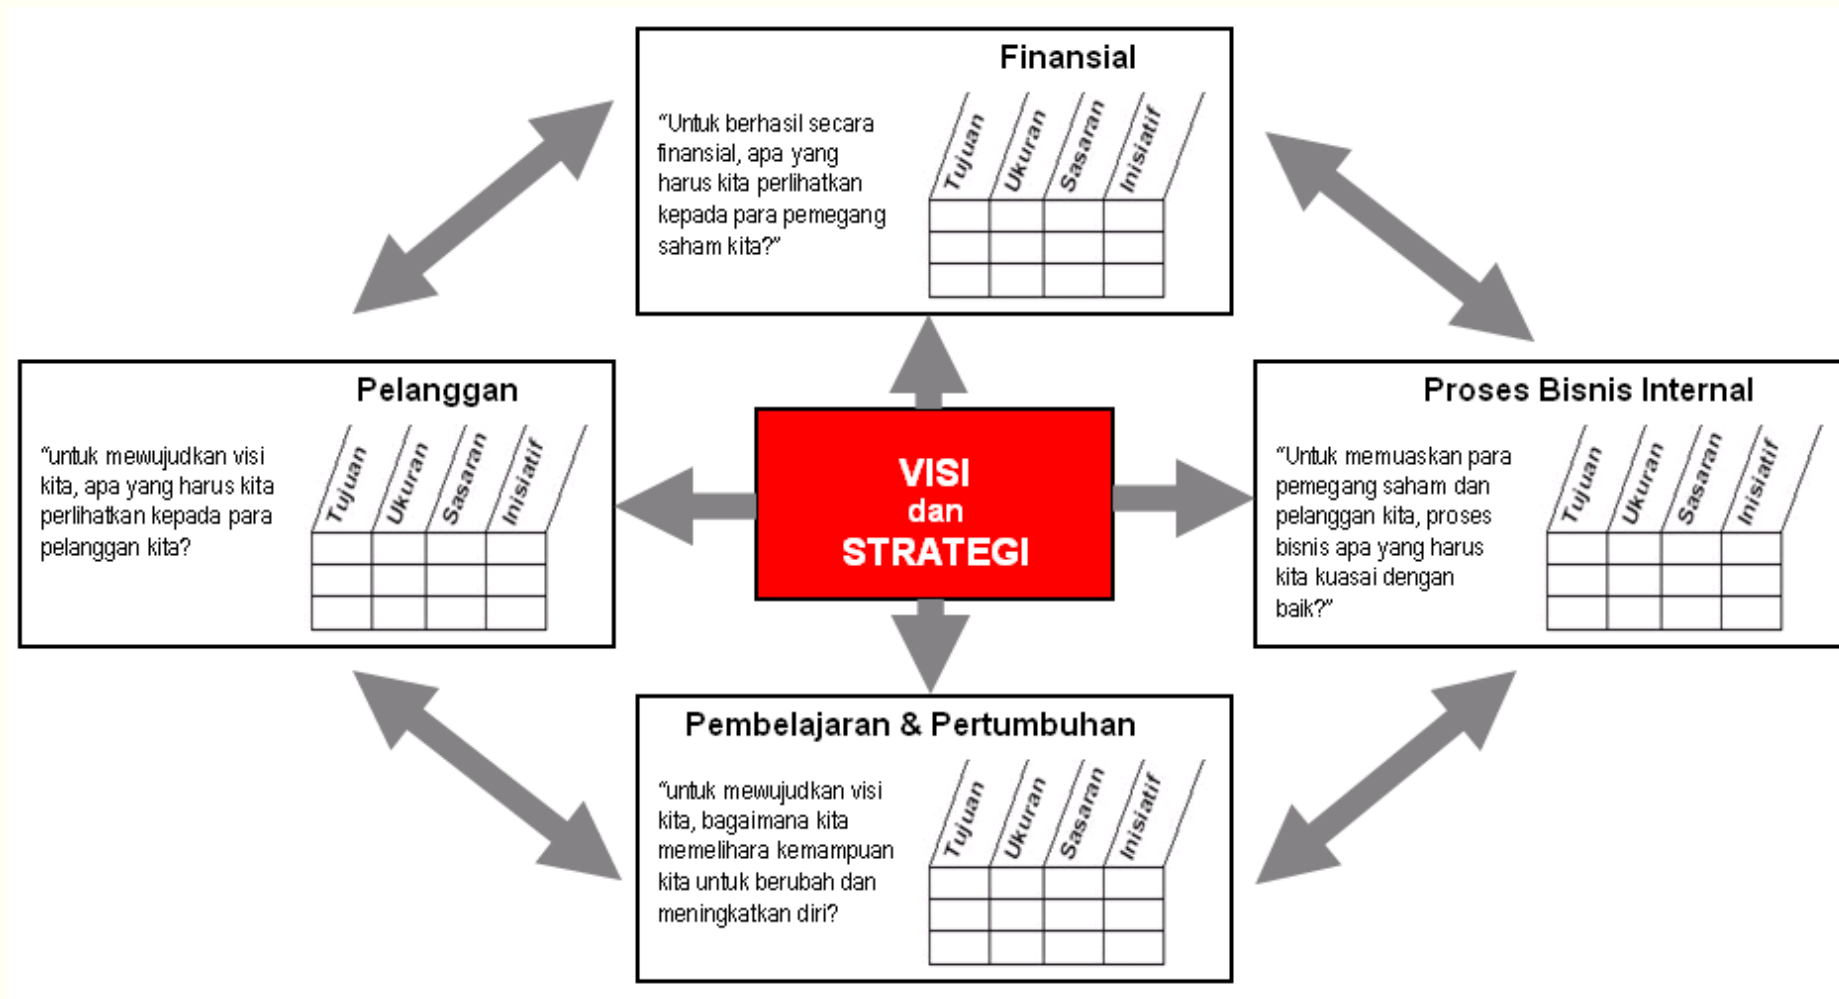 Finansial
“Untuk berhasil secara
finansial, apa yang
harus kita perlihatkan
kepada para pemegang
saham kita?”
Tujuan
Ukuran
Sasaran
Inisiatif
Pelanggan
“untuk mewujudkan visi
kita, apa yang harus kita
perlihatkan kepada para
pelanggan kita?
Tujuan
Ukuran
Sasaran
Inisiatif
VISI
dan
STRATEGI
Proses Bisnis Internal
“Untuk memuaskan para
pemegang saham dan
pelanggan kita, proses
bisnis apa yang harus
kita kuasai dengan
baik?”
Tujuan
Ukuran
Sasaran
Inisiatif
Pembelajaran & Pertumbuhan
“untuk mewujudkan visi
kita, bagaimana kita
memelihara kemampuan
kita untuk berubah dan
meningkatkan diri?
Tujuan
Ukuran
Sasaran
Inisiatif